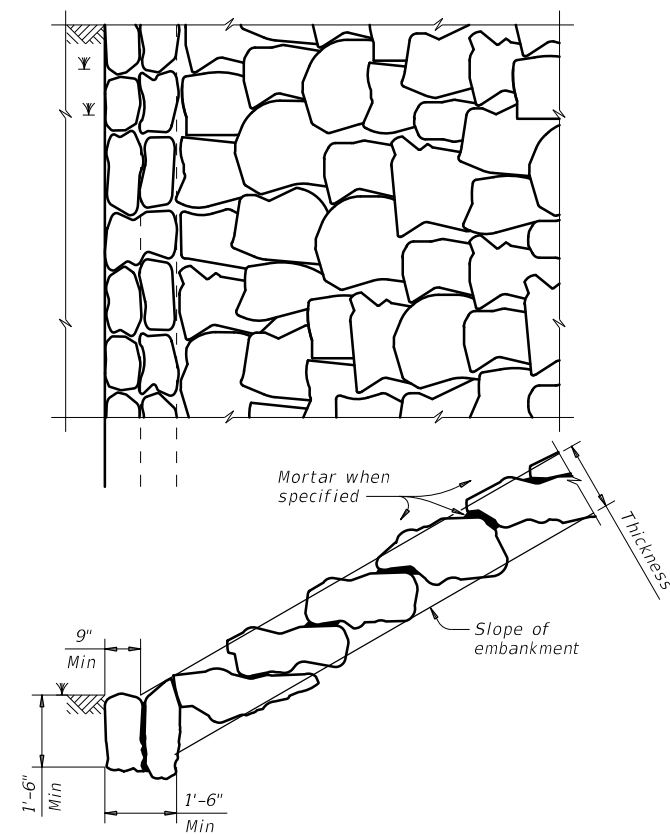 Mortar when
specified
Thickness
Slope of
embankment
9"
Min
1'-6"
Min
1'-6"
Min